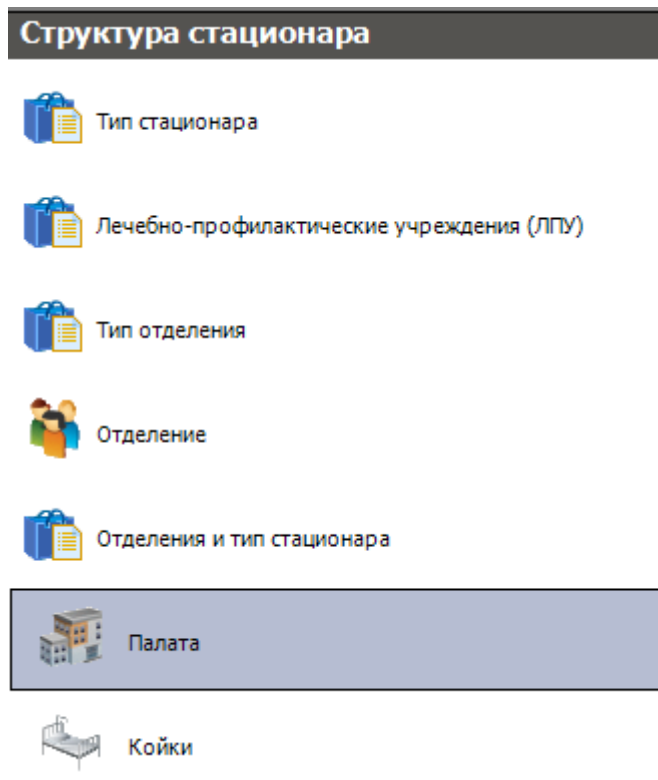 Структура стационара
Тип стационара
Лечебно-профилактические учреждения (ЛПУ)
Тип отделения
Отделение
Отделения и тип стационара
Палата
Койки